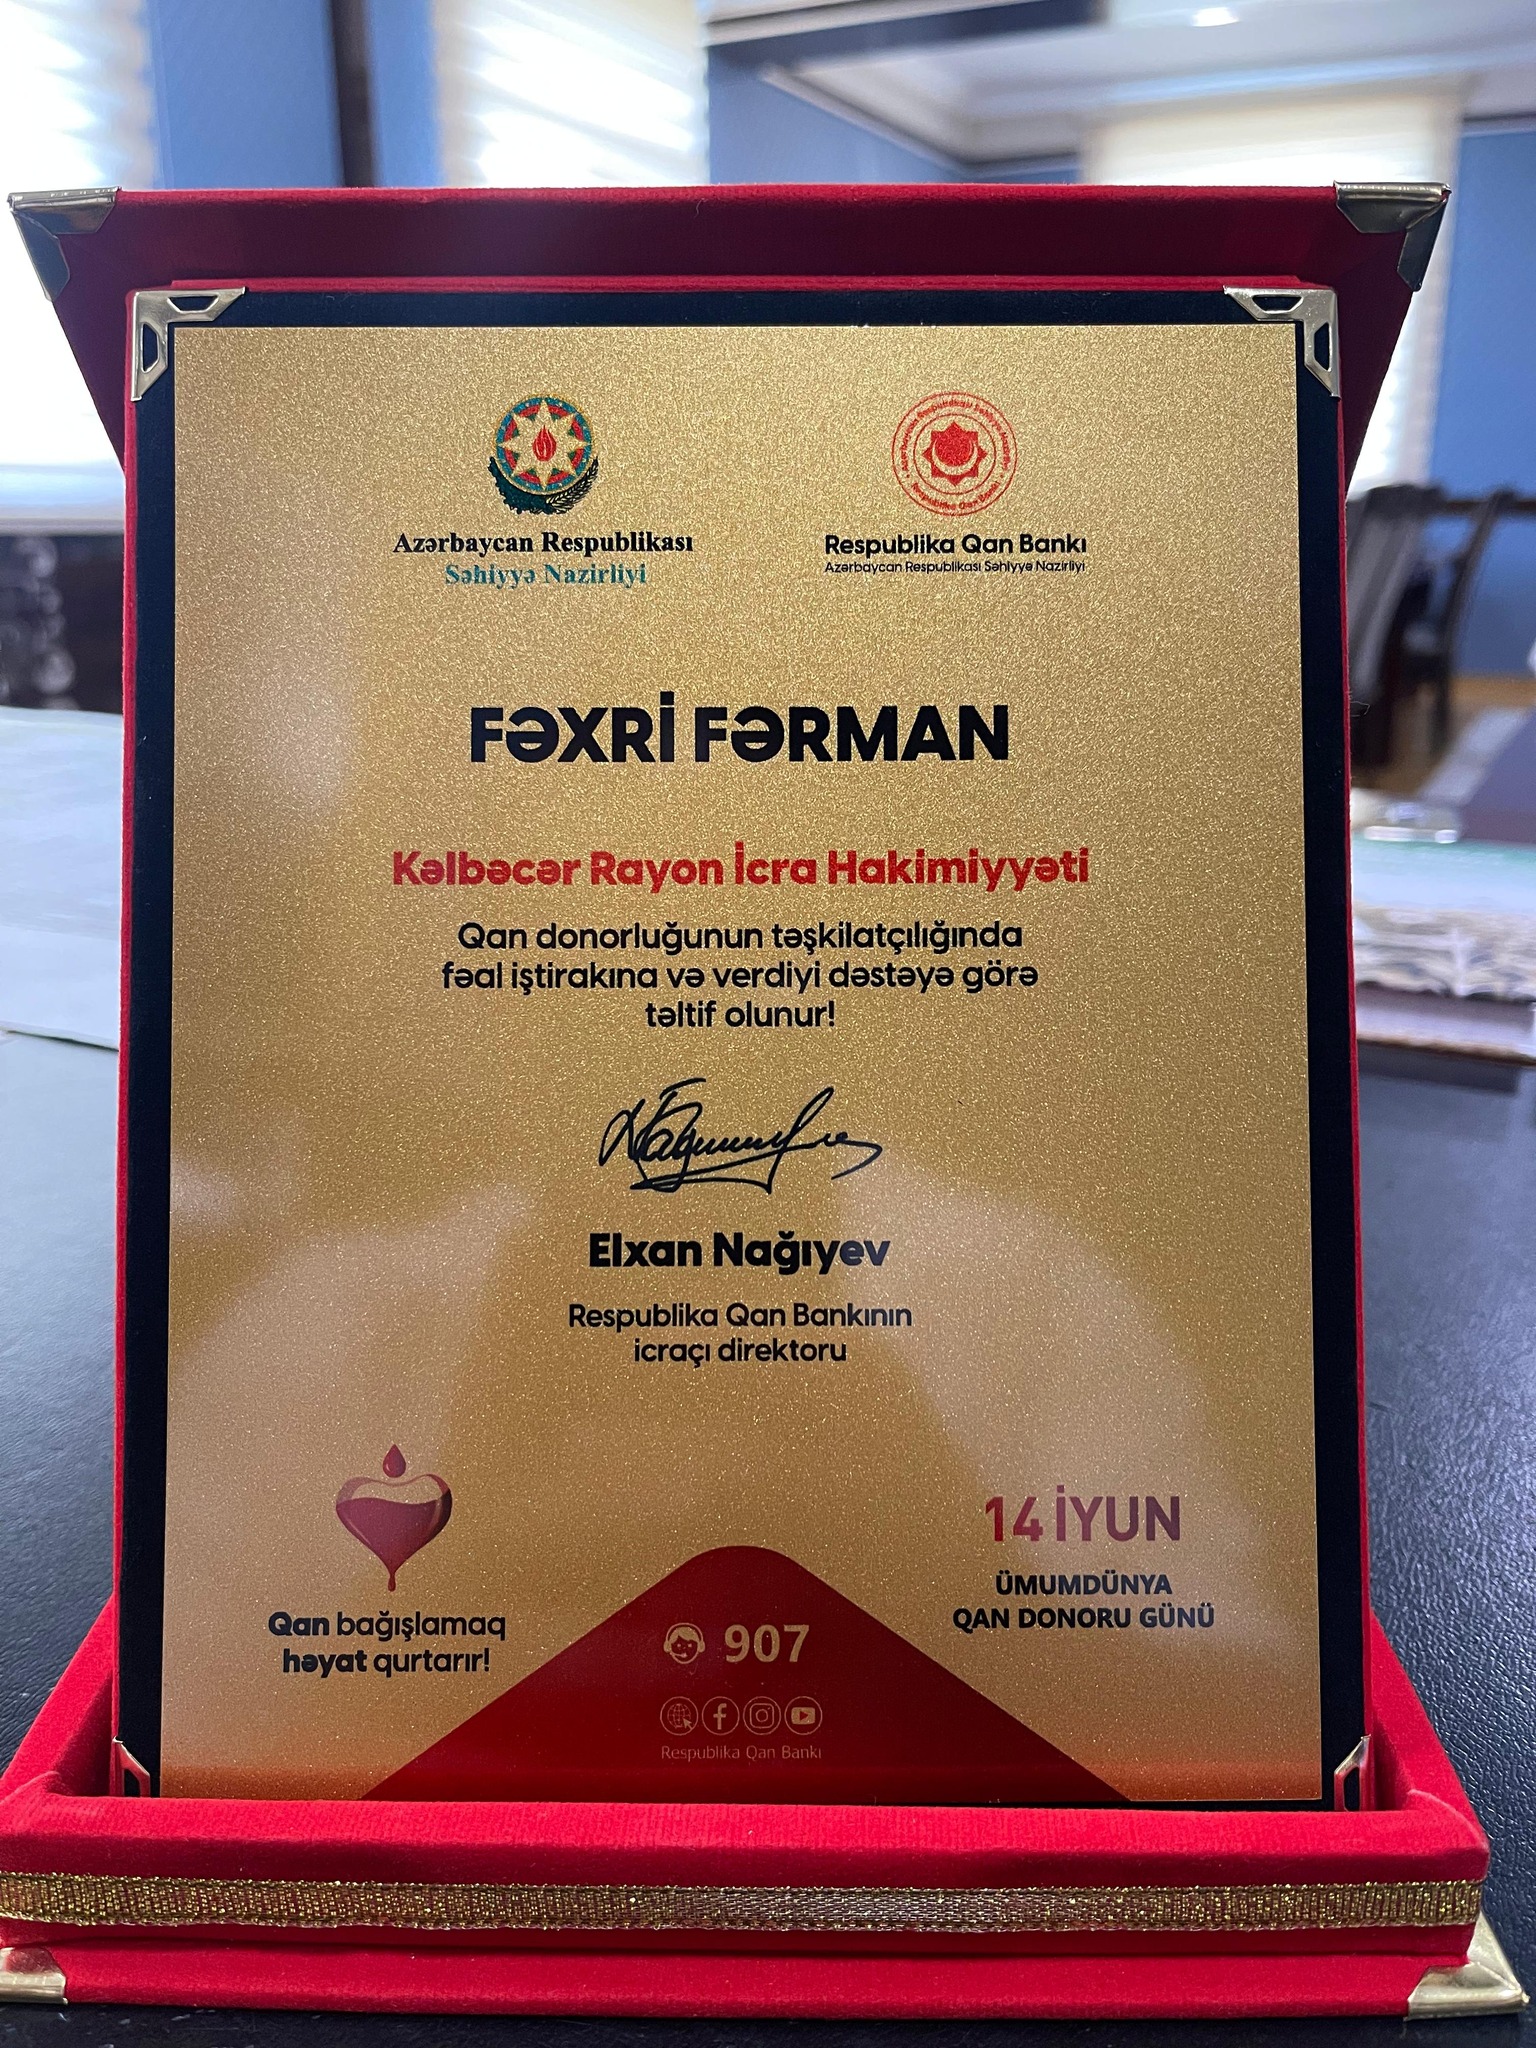 Azərbaycan Respublikası
Səhiyyə Nazirliyi
Respublika Qan Bankı
Azərbaycan Respublikası Səhiyyə Nazirliyi
FƏXRİ FƏRMAN
Kəlbəcər Rayon İcra Hakimiyyəti
Qan donorluğunun təşkilatçılığında
fəal iştirakına və verdiyi dəstəyə görə
təltif olunur!
Elxan Nağıyev
Respublika Qan Bankının
icraçı direktoru
Qan bağışlamaq
həyat qurtarır!
14 İYUN
ÜMUMDÜNYA
QAN DONORU GÜNÜ
907
Respublika Qan Bankı